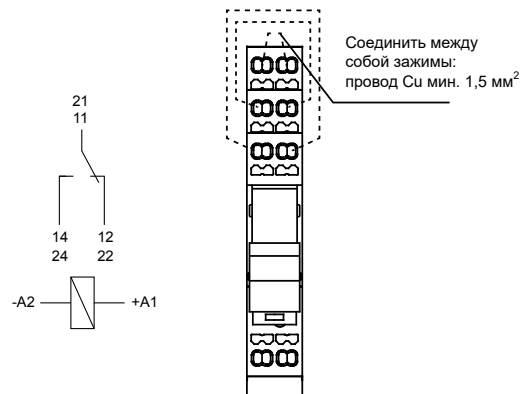 Соединить между
собой зажимы:
провод Cu мин. 1,5 мм²
21
11
14 12
24 22
-A2 +A1